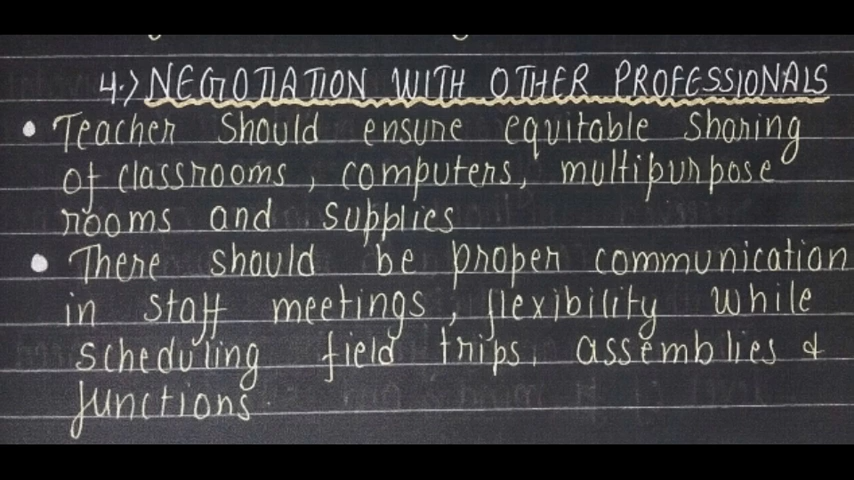 4.) NEGOTIATION WITH OTHER PROFESSIONALS
• Teacher should ensure equitable sharing
of classrooms, computers, multipurpose
rooms and supplies
• There should be proper communication
in staff meetings, flexibility while
scheduling field trips, assemblies &
functions